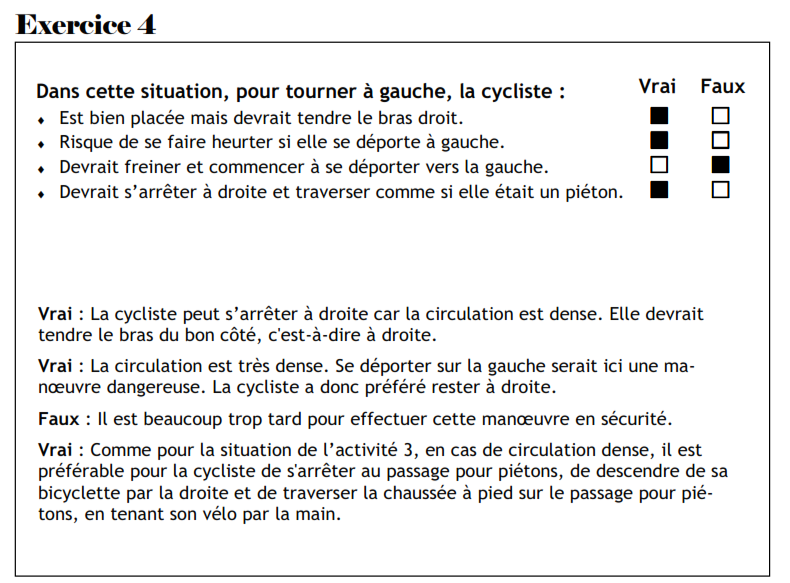 Exercice 4
Dans cette situation, pour tourner à gauche, la cycliste : Vrai Faux
♦ Est bien placée mais devrait tendre le bras droit. ■ □
♦ Risque de se faire heurter si elle se déporte à gauche. ■ □
♦ Devrait freiner et commencer à se déporter vers la gauche. □ ■
♦ Devrait s’arrêter à droite et traverser comme si elle était un piéton. ■ □
Vrai : La cycliste peut s’arrêter à droite car la circulation est dense. Elle devrait
tendre le bras du bon côté, c'est-à-dire à droite.
Vrai : La circulation est très dense. Se déporter sur la gauche serait ici une ma-
nœuvre dangereuse. La cycliste a donc préféré rester à droite.
Faux : Il est beaucoup trop tard pour effectuer cette manœuvre en sécurité.
Vrai : Comme pour la situation de l’activité 3, en cas de circulation dense, il est
préférable pour la cycliste de s'arrêter au passage pour piétons, de descendre de sa
bicyclette par la droite et de traverser la chaussée à pied sur le passage pour pié-
tons, en tenant son vélo par la main.